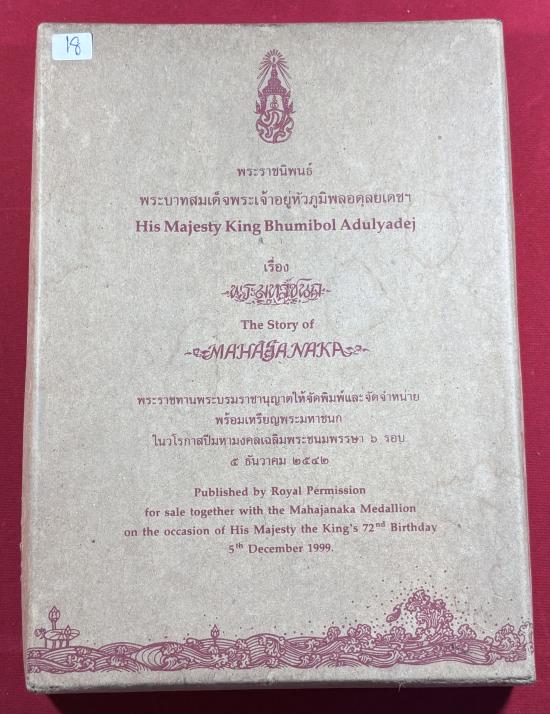 18
พระราชนิพนธ์
พระบาทสมเด็จพระเจ้าอยู่หัวภูมิพลอดุลยเดชฯ
His Majesty King Bhumibol Adulyadej
เรื่อง
พระมหาชนก
The Story of
MAHAJANAKA
พระราชทานพระบรมราชานุญาตให้จัดพิมพ์และจัดจำหน่าย
พร้อมเหรียญพระมหาชนก
ในวโรกาสปีมหามงคลเฉลิมพระชนมพรรษา ๖ รอบ
๕ ธันวาคม ๒๕๔๒
Published by Royal Permission
for sale together with the Mahajanaka Medallion
on the occasion of His Majesty the King's 72nd Birthday
5th December 1999.